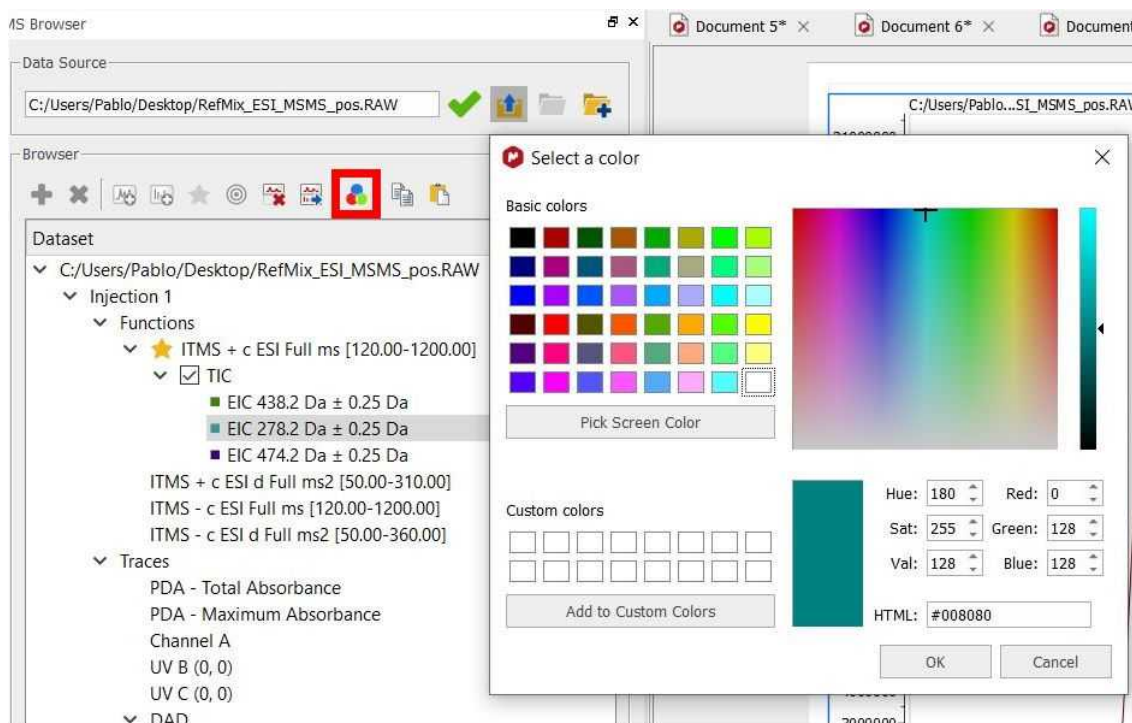 MS Browser
Document 5*
Document 6*
Document
Data Source
C:/Users/Pablo/Desktop/RefMix_ESI_MSMS_pos.RAW
C:/Users/Pablo...SI_MSMS_pos.RAW
Browser
Select a color
Basic colors
Dataset
C:/Users/Pablo/Desktop/RefMix_ESI_MSMS_pos.RAW
Injection 1
Functions
ITMS + c ESI Full ms [120.00-1200.00]
TIC
EIC 438.2 Da ± 0.25 Da
EIC 278.2 Da ± 0.25 Da
EIC 474.2 Da ± 0.25 Da
ITMS + c ESI d Full ms2 [50.00-310.00]
ITMS - c ESI Full ms [120.00-1200.00]
ITMS - c ESI d Full ms2 [50.00-360.00]
Traces
PDA - Total Absorbance
PDA - Maximum Absorbance
Channel A
UV B (0, 0)
UV C (0, 0)
DAD
Pick Screen Color
Custom colors
Add to Custom Colors
Hue: 180 Red: 0
Sat: 255 Green: 128
Val: 128 Blue: 128
HTML: #008080
OK Cancel